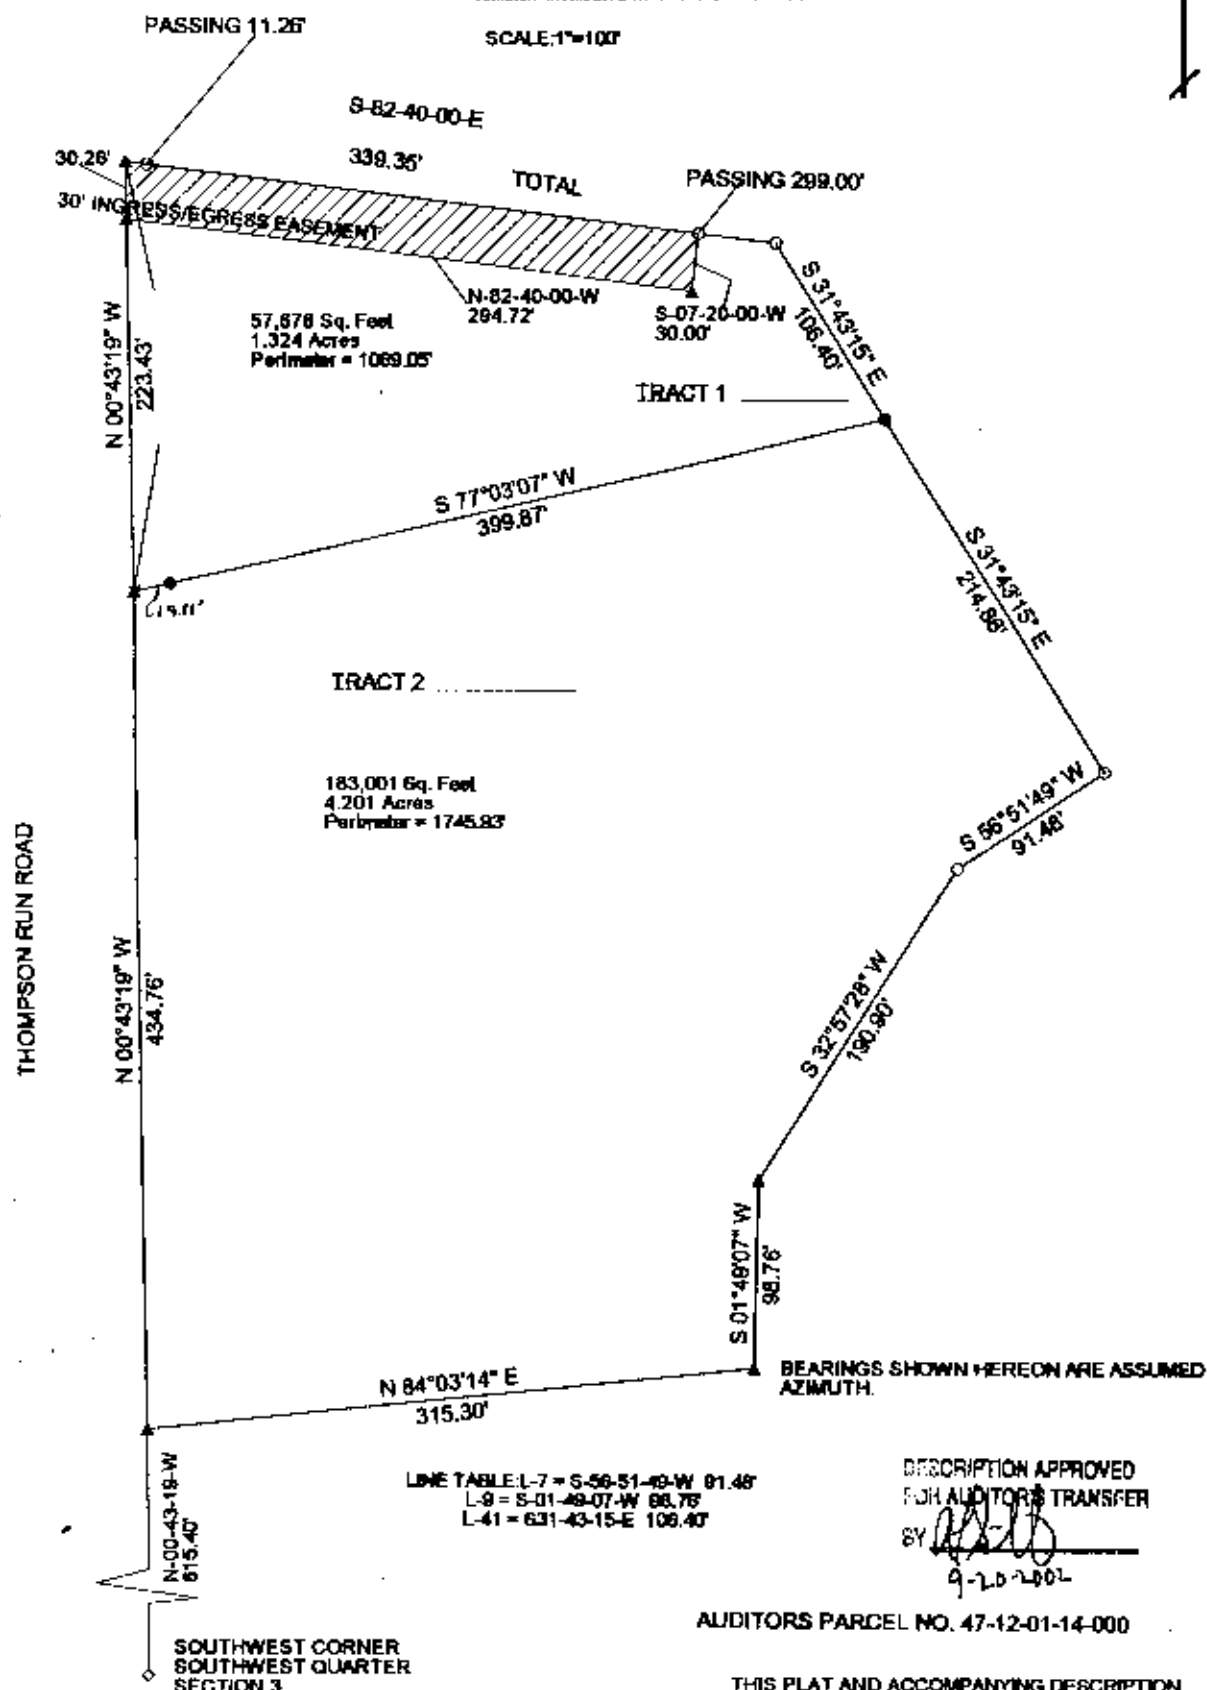 PASSING 11.26'
SCALE:1"=100'
S-82-40-00-E
339.35'
TOTAL
PASSING 299.00'
30.26'
30' INGRESS/EGRESS EASEMENT
N-82-40-00-W
294.72'
S-07-20-00-W
30.00'
S 31°43'15" E
106.40'
N 00°43'19" W
223.43'
57,676 Sq. Feet
1.324 Acres
Perimeter = 1069.05'
TRACT 1
S 77°03'07" W
399.87'
S 31°43'15" E
214.86'
TRACT 2
183,001 Sq. Feet
4.201 Acres
Perimeter = 1745.93'
S 56°51'49" W
91.46'
THOMPSON RUN ROAD
N 00°43'19" W
434.76'
S 32°57'28" W
190.90'
S 01°49'07" W
98.76'
BEARINGS SHOWN HEREON ARE ASSUMED
AZIMUTH.
N 84°03'14" E
315.30'
LINE TABLE: L-7 = S-56-51-49-W 91.46'
L-9 = S-01-49-07-W 98.76'
L-41 = S31-43-15-E 106.40'
N-00-43-19-W
615.40'
DESCRIPTION APPROVED
FOR AUDITOR'S TRANSFER
BY
9-20-2002
AUDITORS PARCEL NO. 47-12-01-14-000
SOUTHWEST CORNER
SOUTHWEST QUARTER
SECTION 3
THIS PLAT AND ACCOMPANYING DESCRIPTION